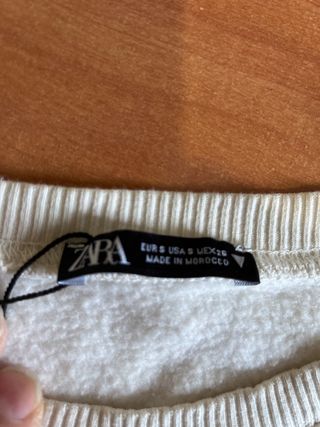 ZARA
EUR S USA S MEX 26
MADE IN MOROCCO